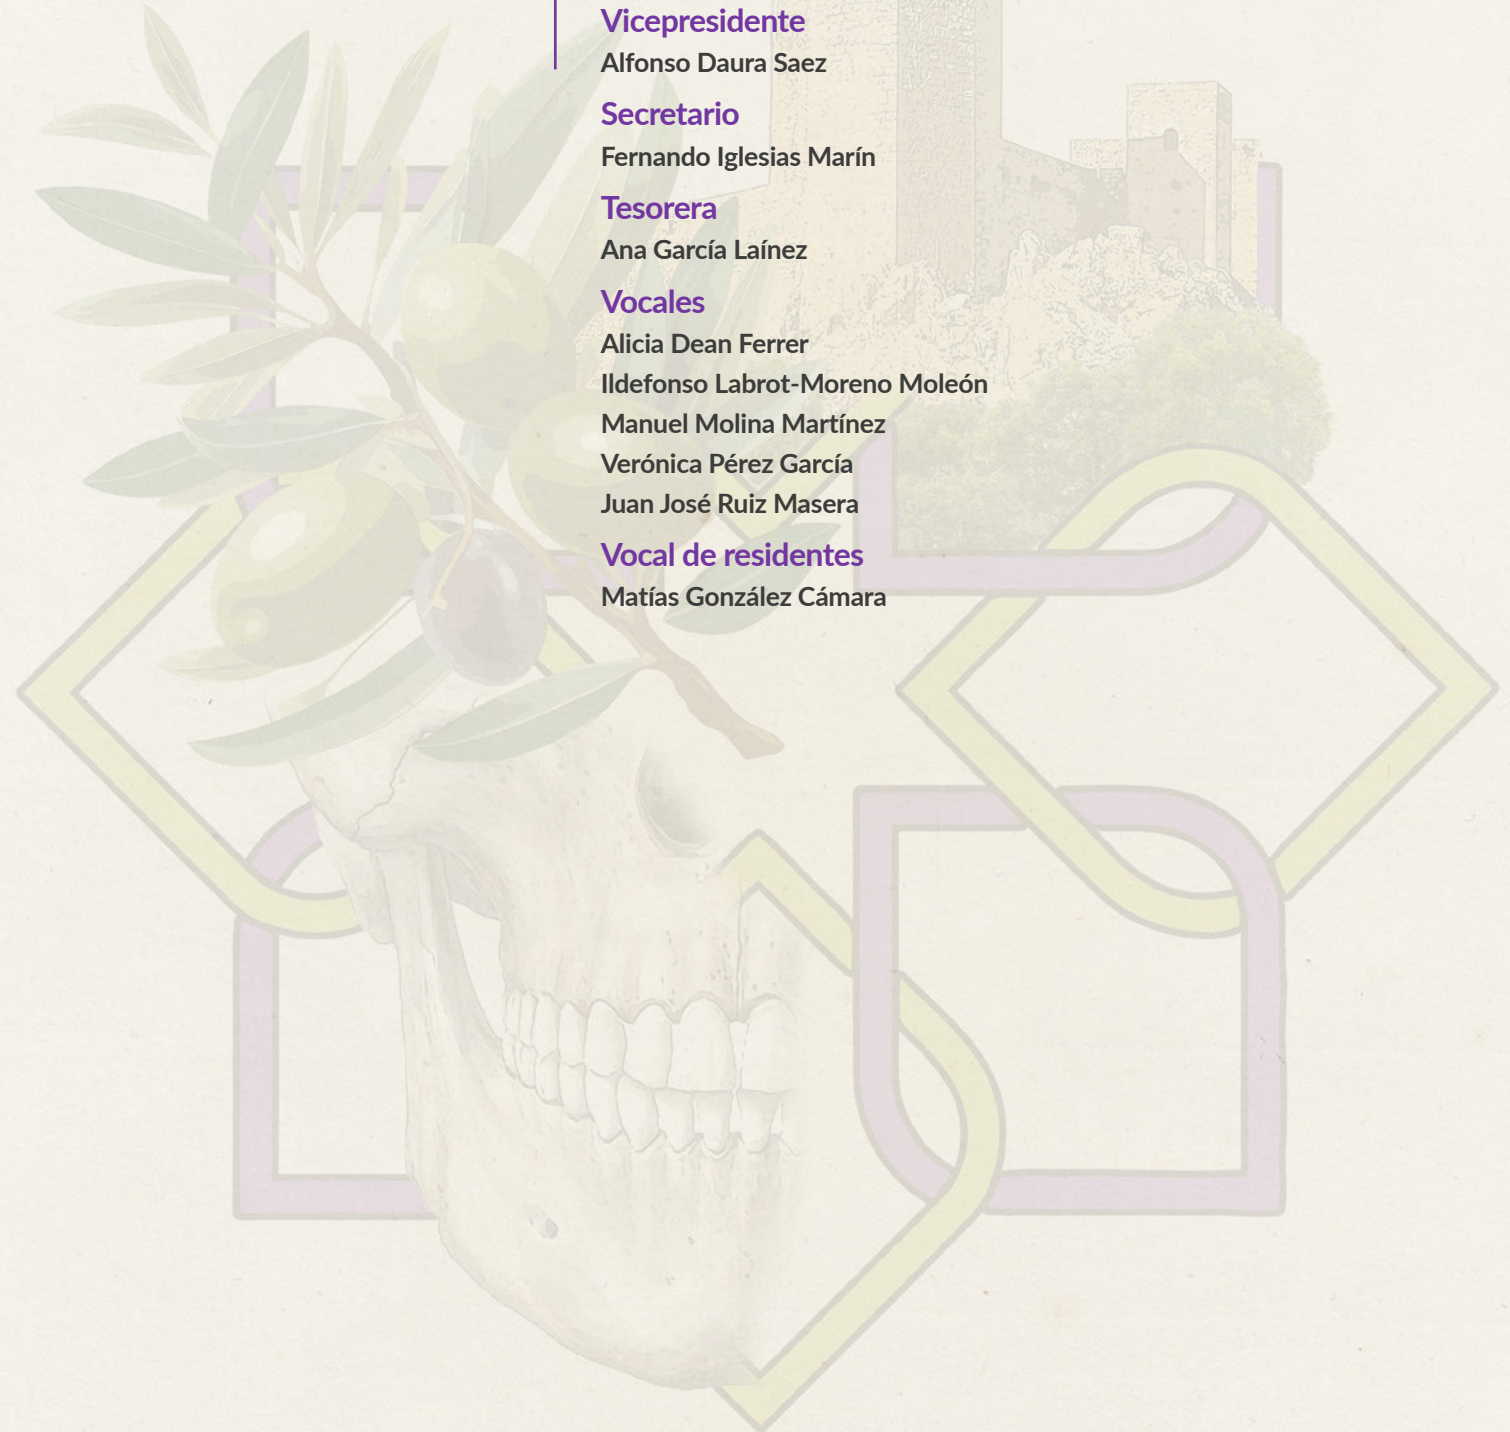 Vicepresidente
Alfonso Daura Saez
Secretario
Fernando Iglesias Marín
Tesorera
Ana García Laínez
Vocales
Alicia Dean Ferrer
Ildefonso Labrot-Moreno Moleón
Manuel Molina Martínez
Verónica Pérez García
Juan José Ruiz Masera
Vocal de residentes
Matías González Cámara